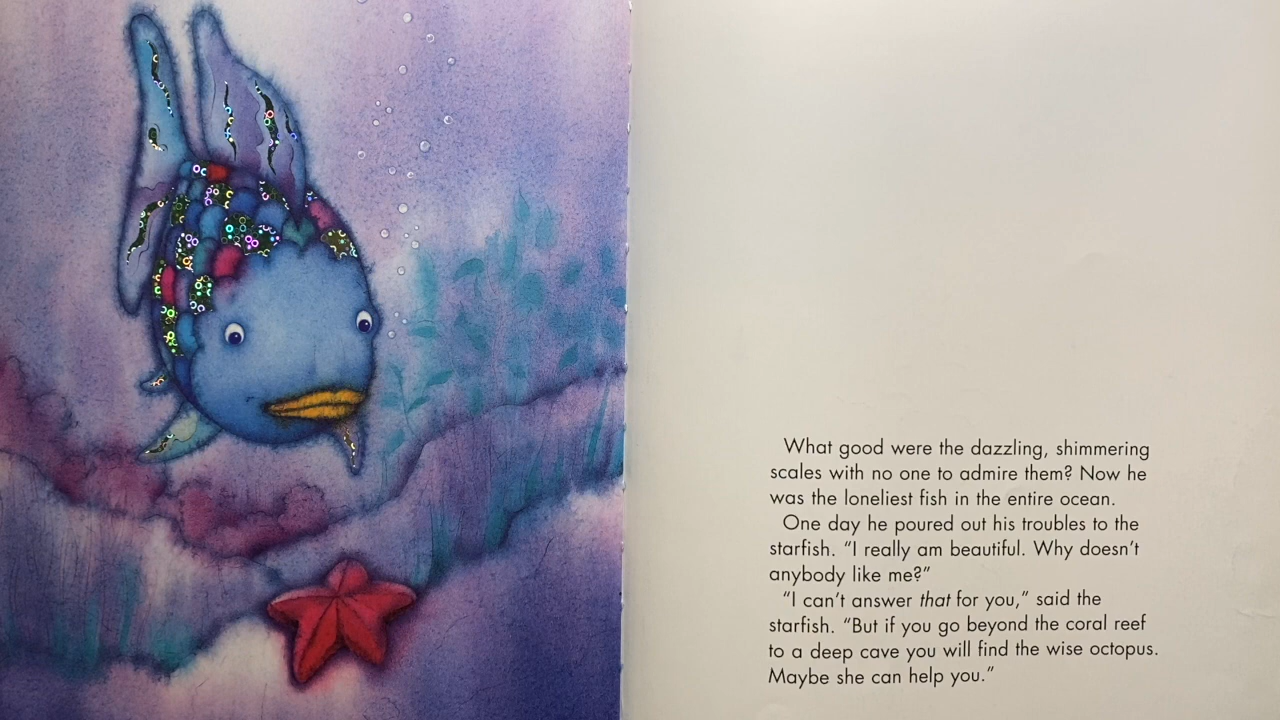 What good were the dazzling, shimmering
scales with no one to admire them? Now he
was the loneliest fish in the entire ocean.
One day he poured out his troubles to the
starfish. “I really am beautiful. Why doesn’t
anybody like me?”
“I can’t answer that for you,” said the
starfish. “But if you go beyond the coral reef
to a deep cave you will find the wise octopus.
Maybe she can help you.”